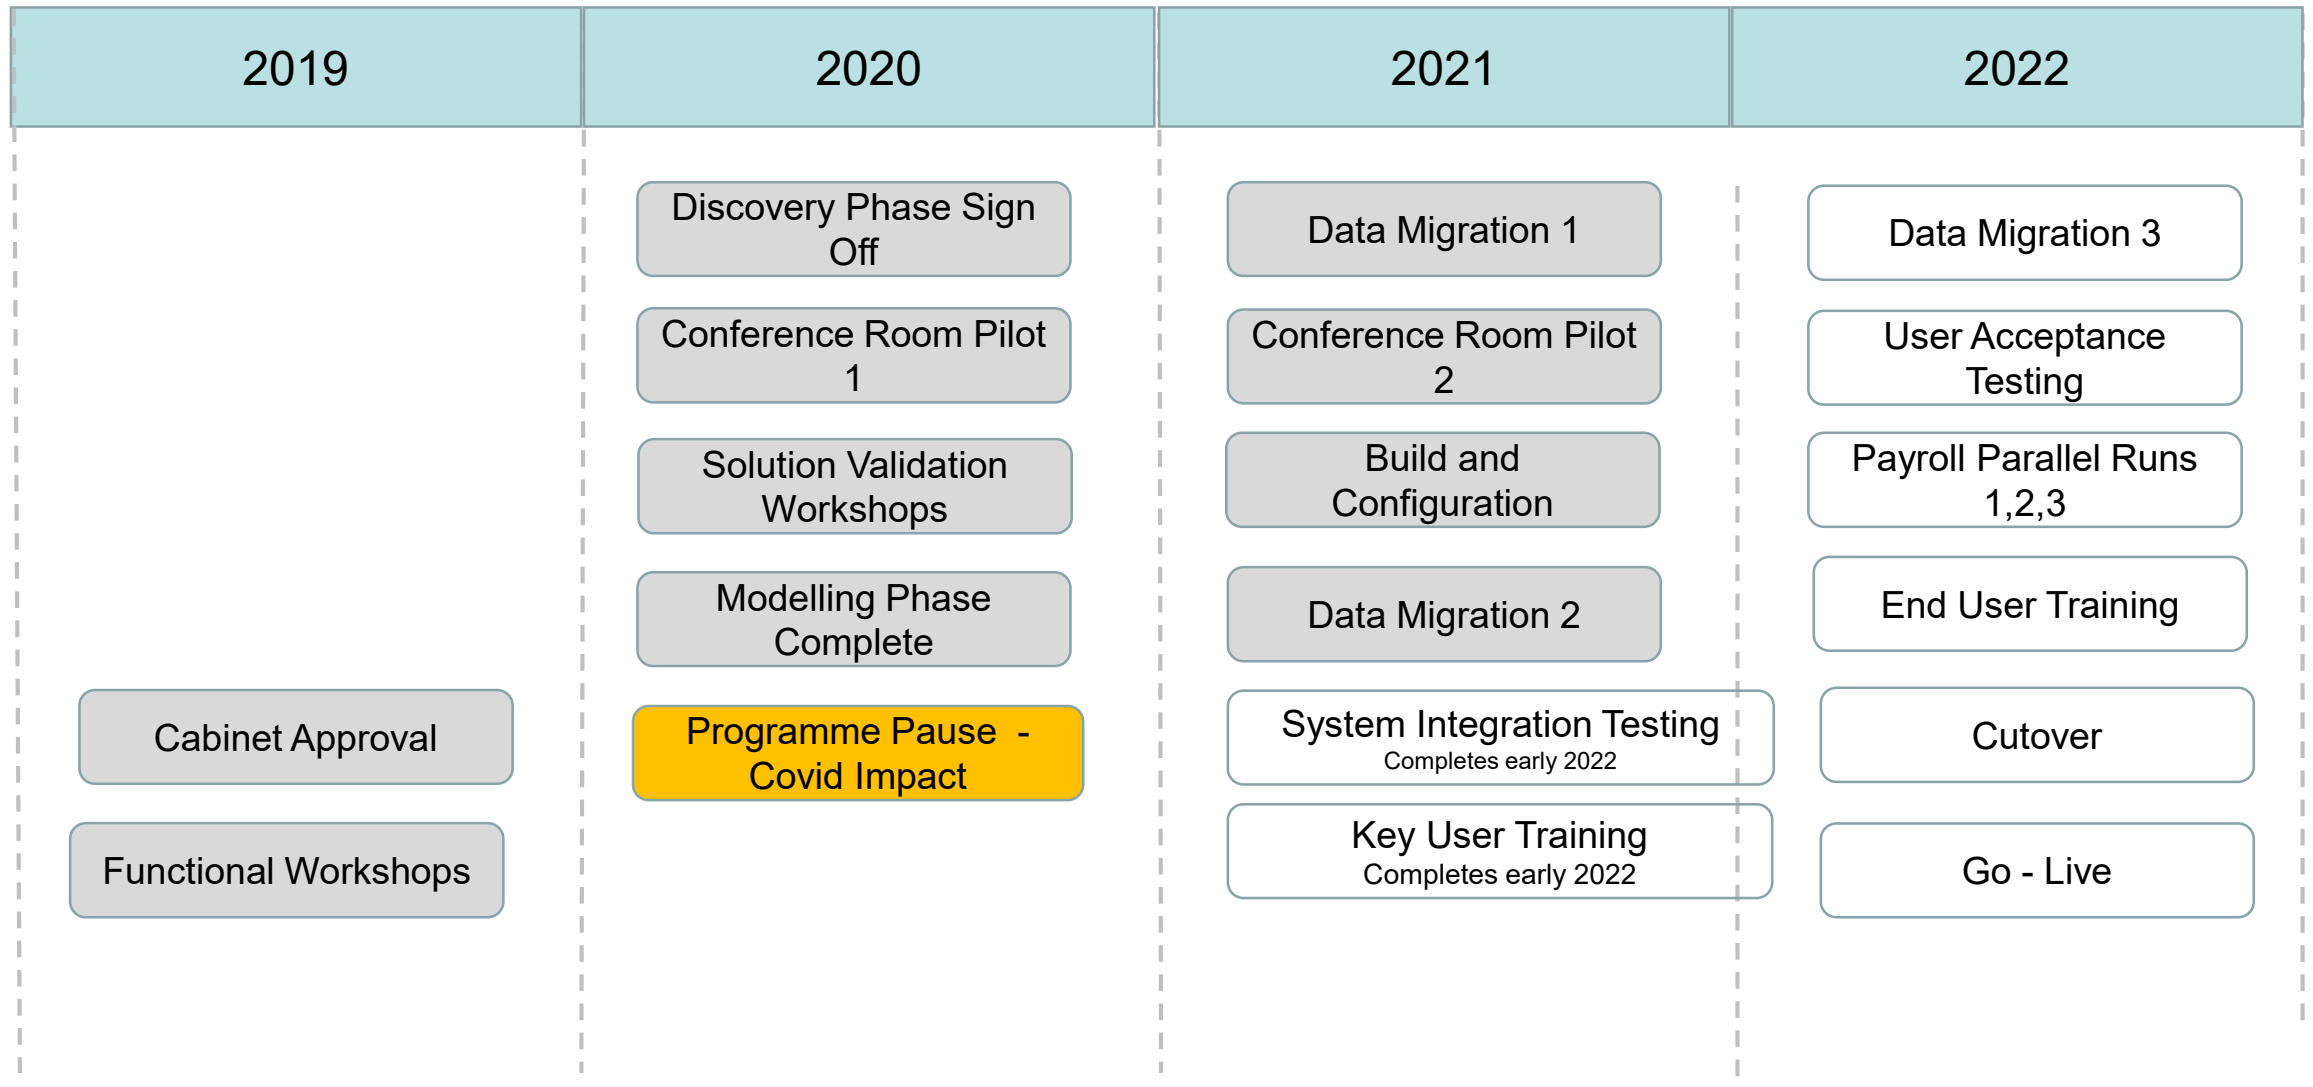 2019
2020
2021
2022
Cabinet Approval
Functional Workshops
Discovery Phase Sign
Off
Conference Room Pilot
1
Solution Validation
Workshops
Modelling Phase
Complete
Programme Pause  -
Covid Impact
Data Migration 1
Conference Room Pilot
2
Build and
Configuration
Data Migration 2
System Integration Testing
Completes early 2022
Key User Training
Completes early 2022
Data Migration 3
User Acceptance
Testing
Payroll Parallel Runs
1,2,3
End User Training
Cutover
Go - Live